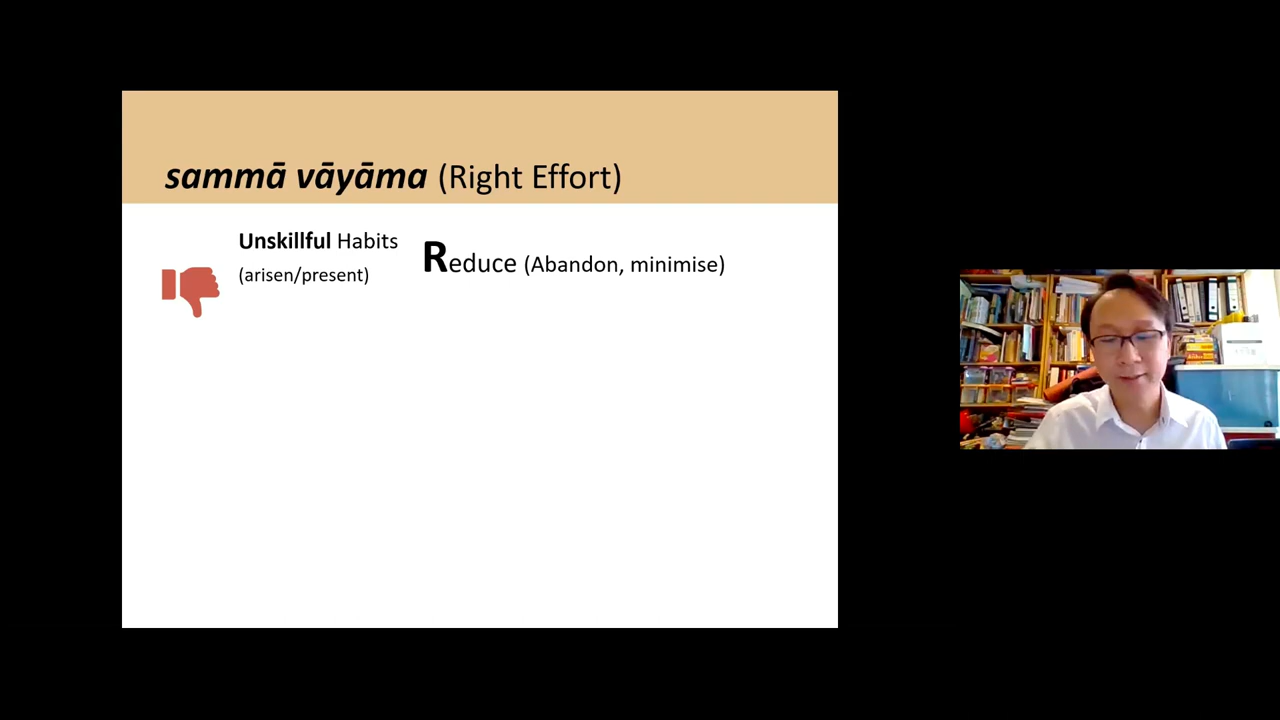 sammā vāyāma (Right Effort)
Unskillful Habits
(arisen/present)
Reduce (Abandon, minimise)